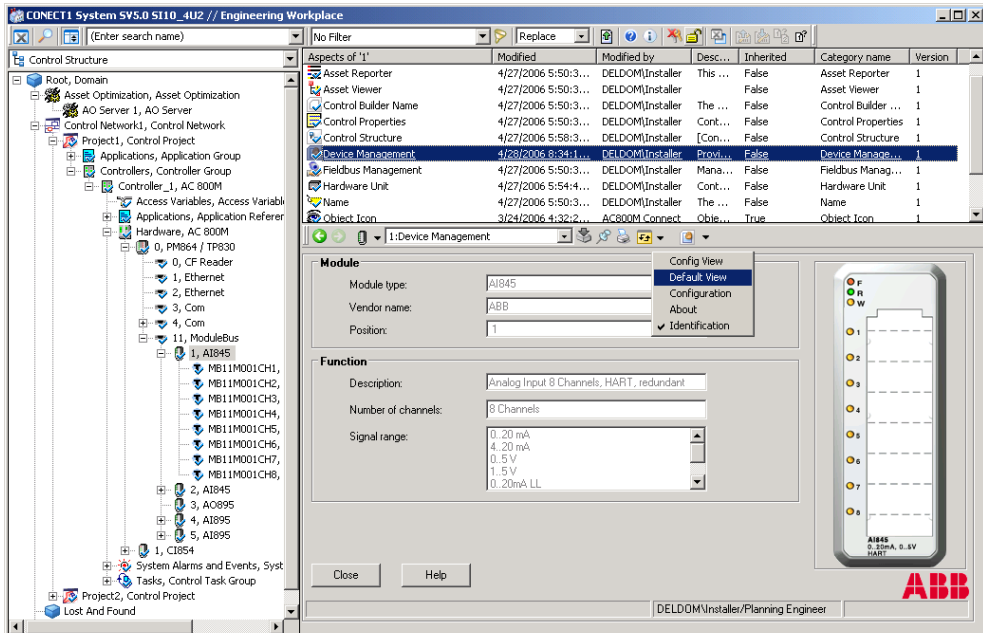 CONECT1 System SV5.0 SI10_4U2 // Engineering Workplace
(Enter search name)
No Filter
Replace
Control Structure
Root, Domain
Asset Optimization, Asset Optimization
AO Server 1, AO Server
Control Network1, Control Network
Project1, Control Project
Applications, Application Group
Controllers, Controller Group
Controller_1, AC 800M
Access Variables, Access Variabl
Applications, Application Referer
Hardware, AC 800M
0, PM864 / TP830
0, CF Reader
1, Ethernet
2, Ethernet
3, Com
4, Com
11, ModuleBus
1, AI845
MB11M001CH1,
MB11M001CH2,
MB11M001CH3,
MB11M001CH4,
MB11M001CH5,
MB11M001CH6,
MB11M001CH7,
MB11M001CH8,
2, AI845
3, AO895
4, AI895
5, AI895
1, CI854
System Alarms and Events, Syst
Tasks, Control Task Group
Project2, Control Project
Lost And Found
Aspects of '1' Modified Modified by Desc... Inherited Category name Version
Asset Reporter 4/27/2006 5:50:3... DELDOM\Installer This ... False Asset Reporter 1
Asset Viewer 4/27/2006 5:50:3... DELDOM\Installer False Asset Viewer 1
Control Builder Name 4/27/2006 5:50:3... DELDOM\Installer The ... False Control Builder ... 1
Control Properties 4/27/2006 5:50:3... DELDOM\Installer Cont... False Control Properties 1
Control Structure 4/27/2006 5:58:3... DELDOM\Installer [Con... False Control Structure 1
Device Management 4/28/2006 8:34:1... DELDOM\Installer Provi... False Device Manage... 1
Fieldbus Management 4/27/2006 5:50:3... DELDOM\Installer Mana... False Fieldbus Manag... 1
Hardware Unit 4/27/2006 5:54:4... DELDOM\Installer Cont... False Hardware Unit 1
Name 4/27/2006 5:50:3... DELDOM\Installer The ... False Name 1
Object Icon 3/24/2006 4:32:2... AC800M Connect Obje... True Object Icon 1
1:Device Management
Config View
Default View
Configuration
About
Identification
Module
Module type: AI845
Vendor name: ABB
Position: 1
Function
Description: Analog Input 8 Channels, HART, redundant
Number of channels: 8 Channels
Signal range: 0..20 mA
4..20 mA
0..5 V
1..5 V
0..20mA LL
F
R
W
1
2
3
4
5
6
7
8
AI845
0..20mA, 0..5V
HART
Close Help
ABB
DELDOM\Installer/Planning Engineer